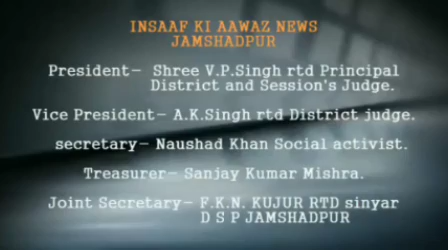 INSAAF KI AAWAZ NEWS
JAMSHADPUR
President- Shree V.P.Singh rtd Principal
District and Session's Judge.
Vice President- A.K.Singh rtd District judge.
secretary- Naushad Khan Social activist.
Treasurer- Sanjay Kumar Mishra.
Joint Secretary- F.K.N. KUJUR RTD sinyar
D S P JAMSHADPUR